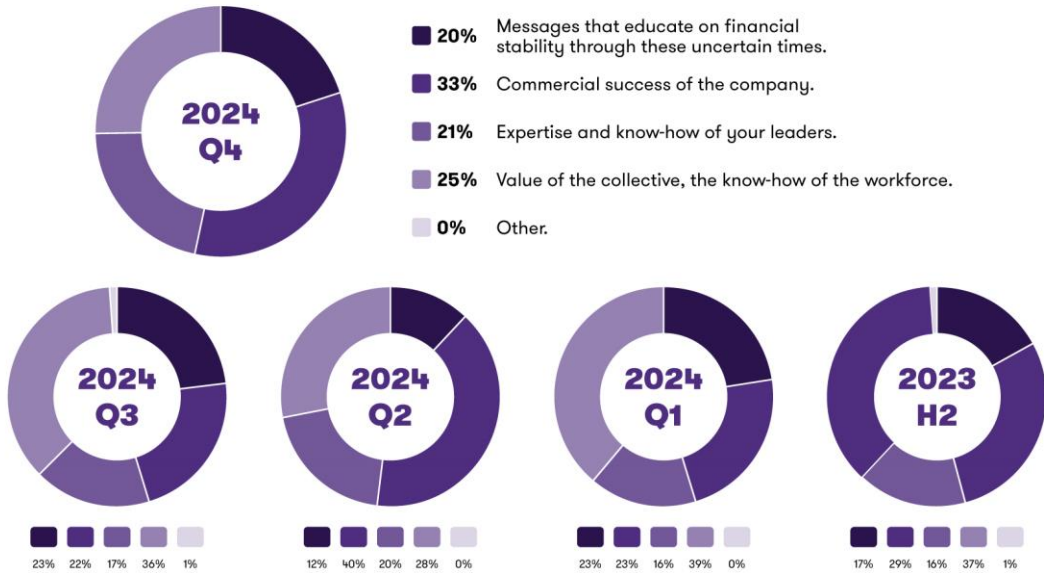 2024
Q4
20% Messages that educate on financial
stability through these uncertain times.
33% Commercial success of the company.
21% Expertise and know-how of your leaders.
25% Value of the collective, the know-how of the workforce.
0% Other.
2024
Q3
23% 22% 17% 36% 1%
2024
Q2
12% 40% 20% 28% 0%
2024
Q1
23% 23% 16% 39% 0%
2023
H2
17% 29% 16% 37% 1%